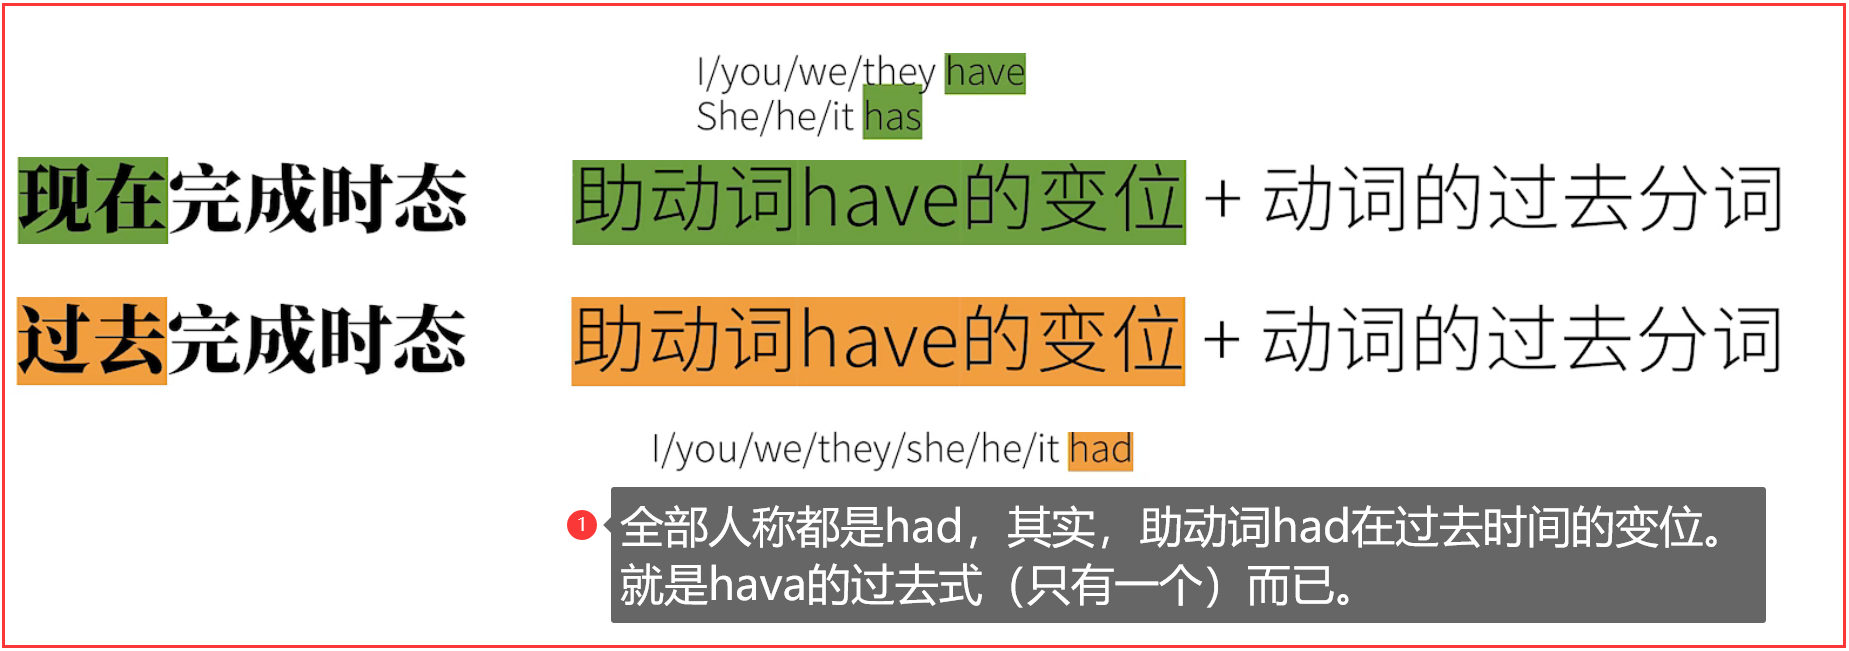 I/you/we/they have
She/he/it has
现在完成时态 助动词have的变位 + 动词的过去分词
过去完成时态 助动词have的变位 + 动词的过去分词
I/you/we/they/she/he/it had
1 全部人称都是had，其实，助动词had在过去时间的变位。
就是hava的过去式（只有一个）而已。